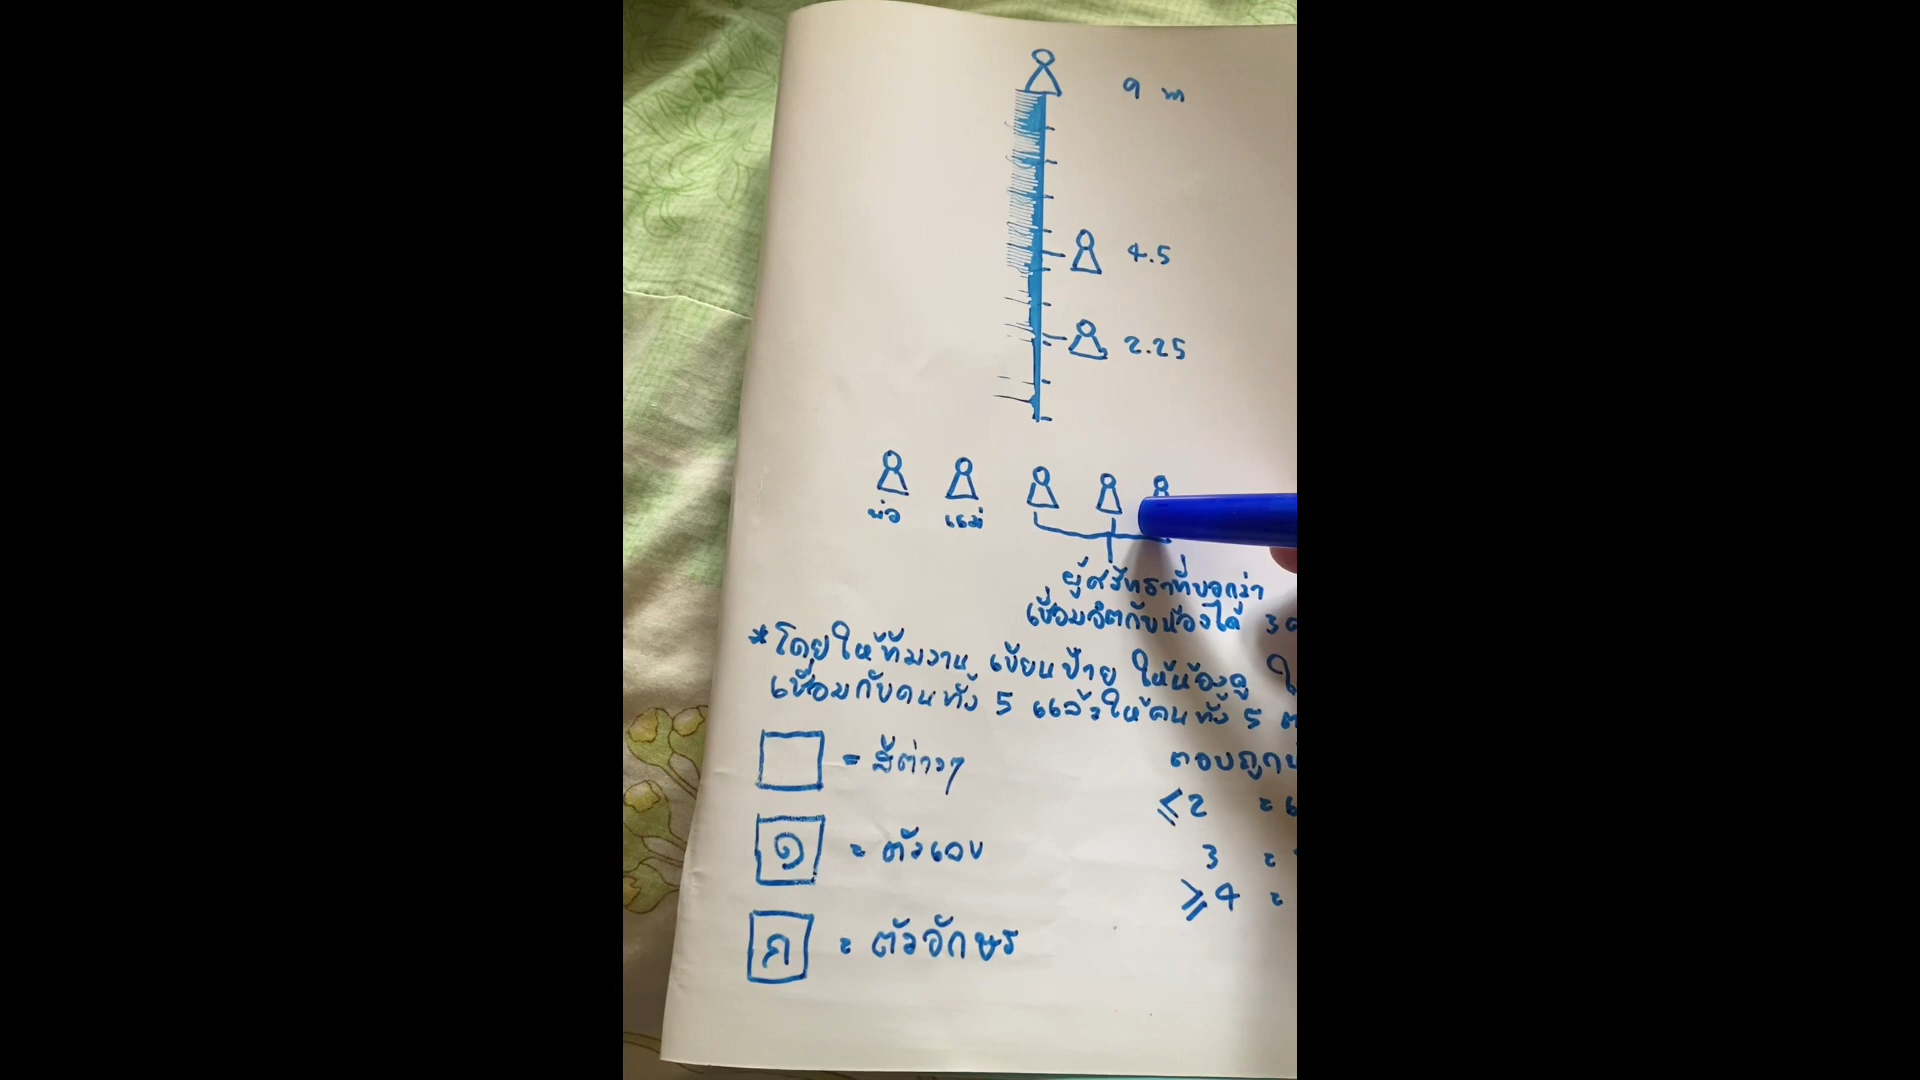 9 m
4.5
2.25
พ่อ แม่
ผู้ศรัทธาที่บอกว่า
เชื่อมจิตกับน้องได้ 3
*โดยให้ทีมงาน เขียนป้าย ให้น้องดู
เชื่อมกับคนทั้ง 5 แล้วให้คนทั้ง 5
= สีต่างๆ
ตอบถูก
≤2 =
๑ = ตัวเลข
3 =
≥4 =
ก = ตัวอักษร